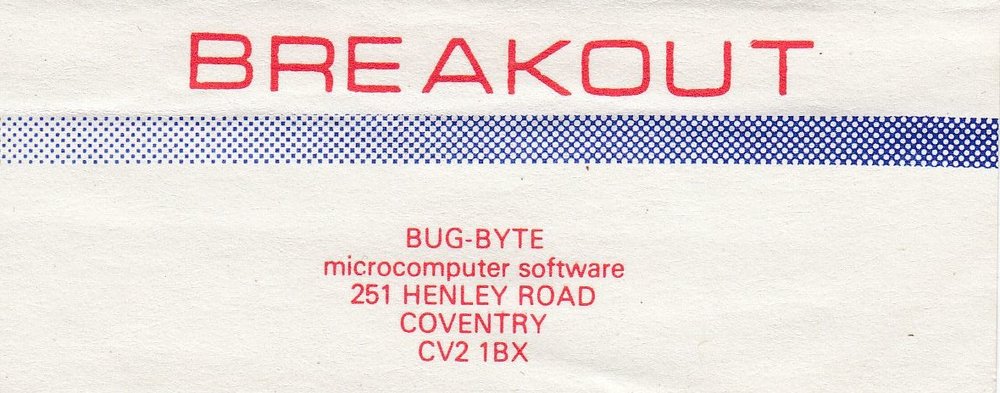 BREAKOUT
BUG-BYTE
microcomputer software
251 HENLEY ROAD
COVENTRY
CV2 1BX